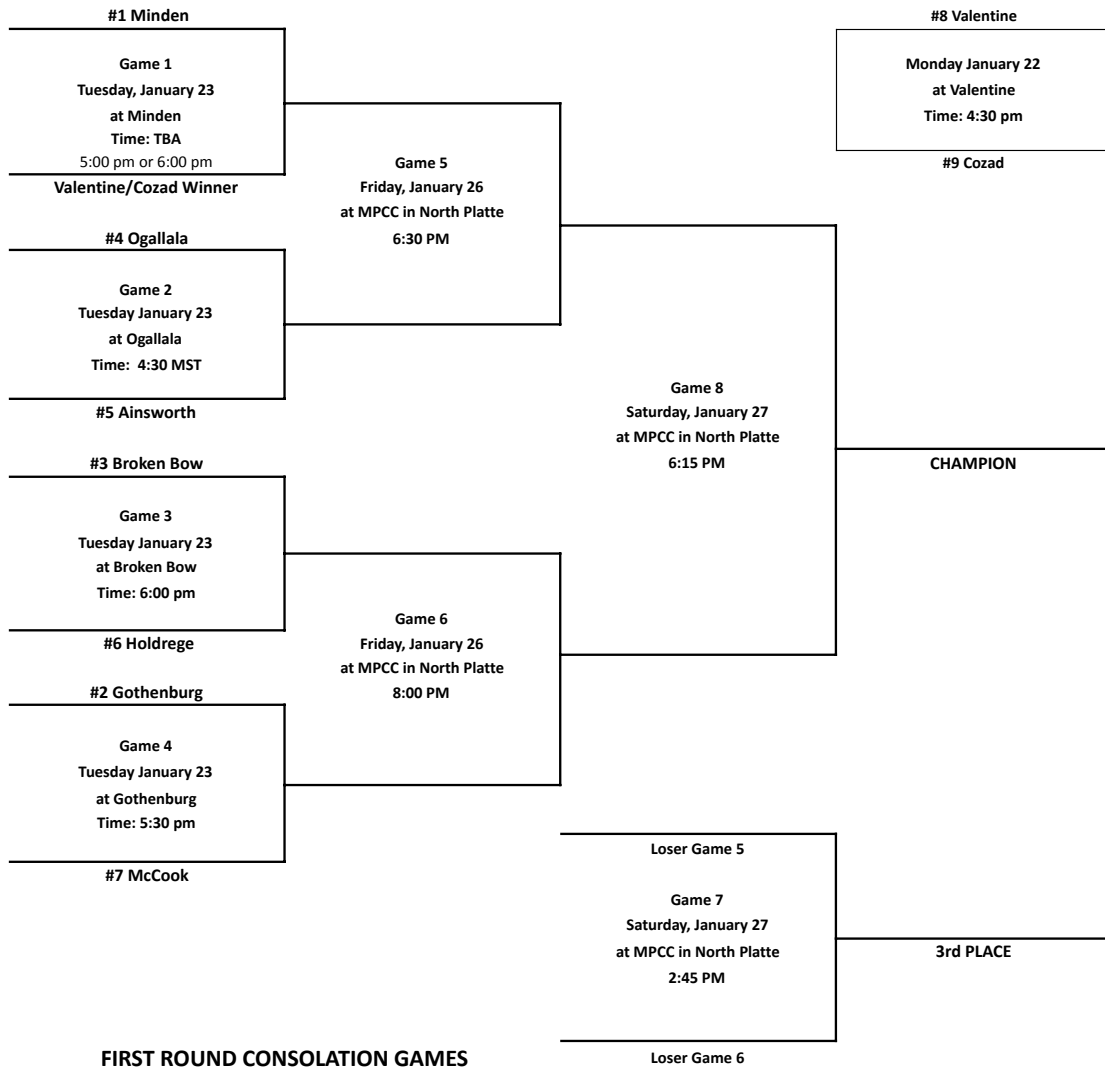 #1 Minden
Game 1
Tuesday, January 23
at Minden
Time: TBA
5:00 pm or 6:00 pm
Valentine/Cozad Winner
#4 Ogallala
Game 2
Tuesday January 23
at Ogallala
Time:  4:30 MST
#5 Ainsworth
#3 Broken Bow
Game 3
Tuesday January 23
at Broken Bow
Time: 6:00 pm
#6 Holdrege
#2 Gothenburg
Game 4
Tuesday January 23
at Gothenburg
Time: 5:30 pm
#7 McCook
Game 5
Friday, January 26
at MPCC in North Platte
6:30 PM
Game 6
Friday, January 26
at MPCC in North Platte
8:00 PM
Game 8
Saturday, January 27
at MPCC in North Platte
6:15 PM
Loser Game 5
Game 7
Saturday, January 27
at MPCC in North Platte
2:45 PM
Loser Game 6
#8 Valentine
Monday January 22
at Valentine
Time: 4:30 pm
#9 Cozad
CHAMPION
3rd PLACE
FIRST ROUND CONSOLATION GAMES